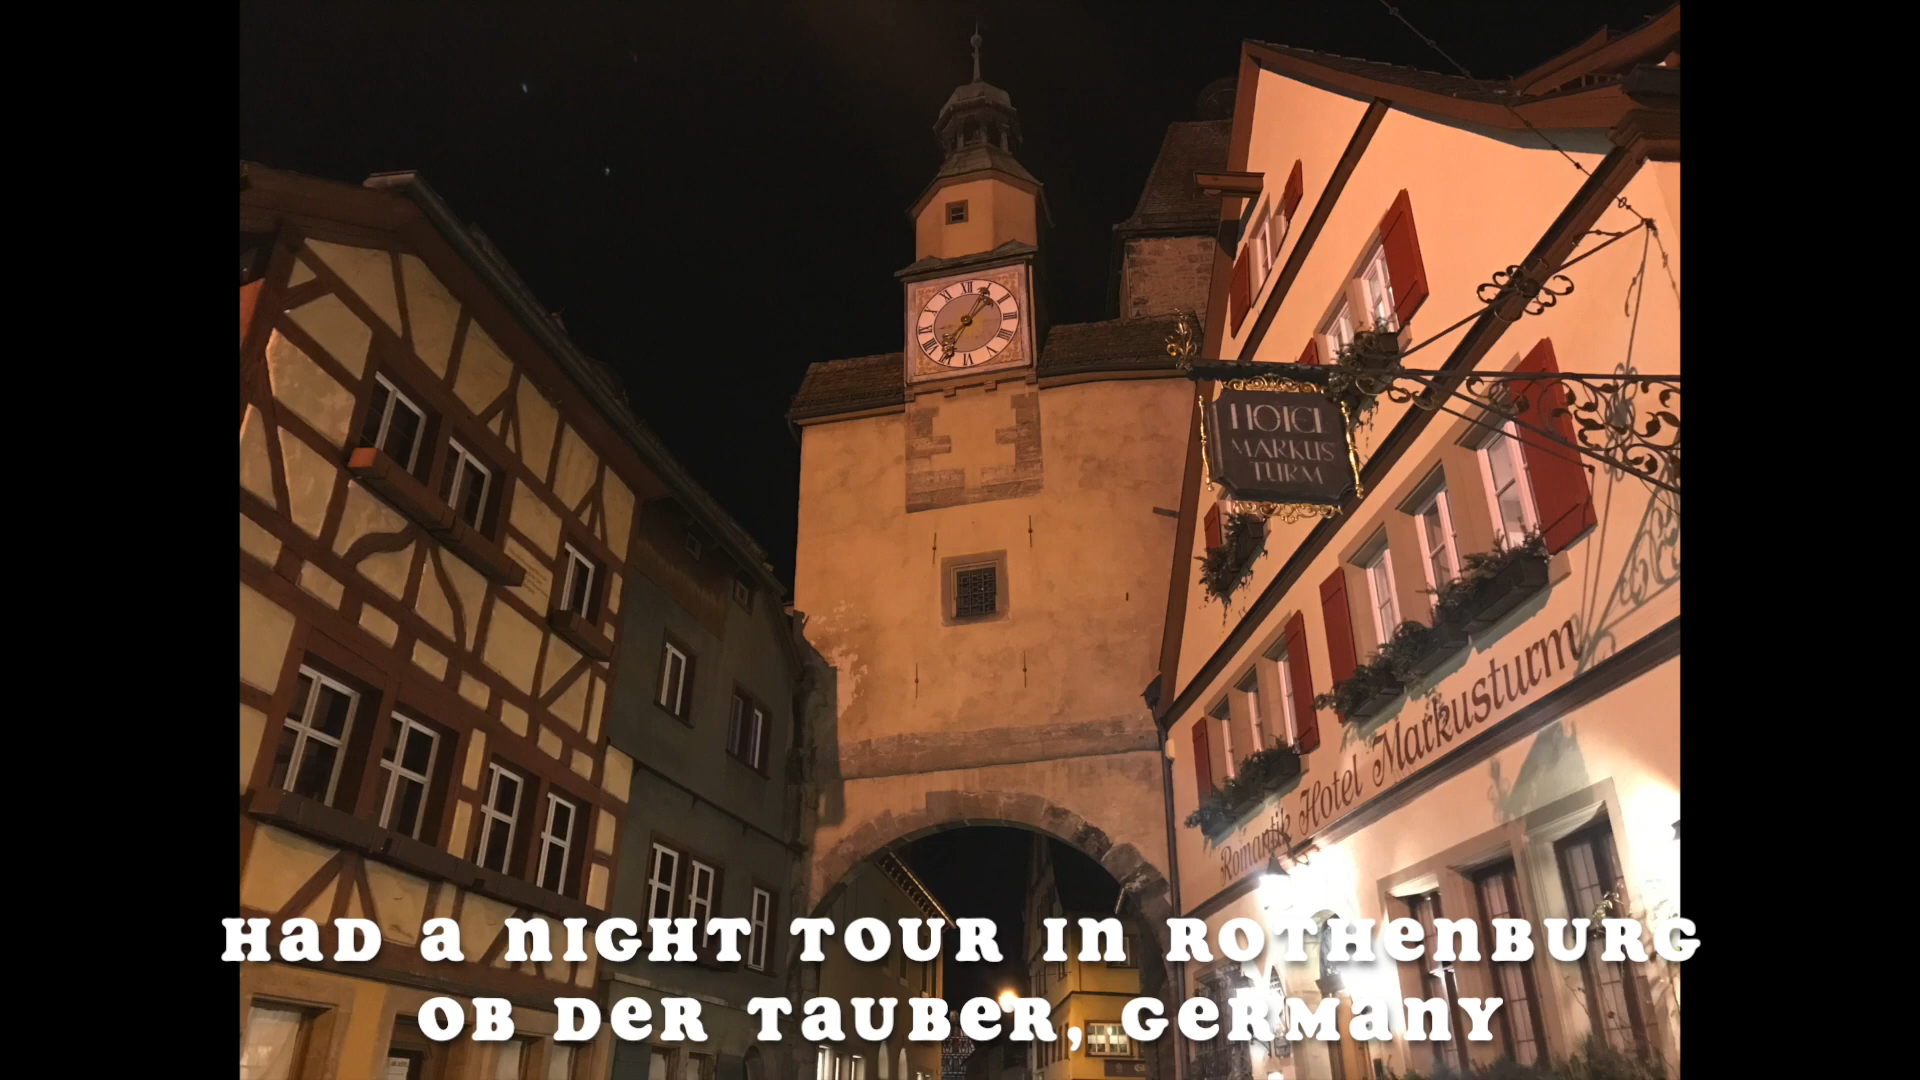 HOTEL
MARKUS
TURM
Romantik Hotel Markusturm
HaD a nIGHT TOUR In ROTHenBURG
OB DeR TaUBeR, GeRManY